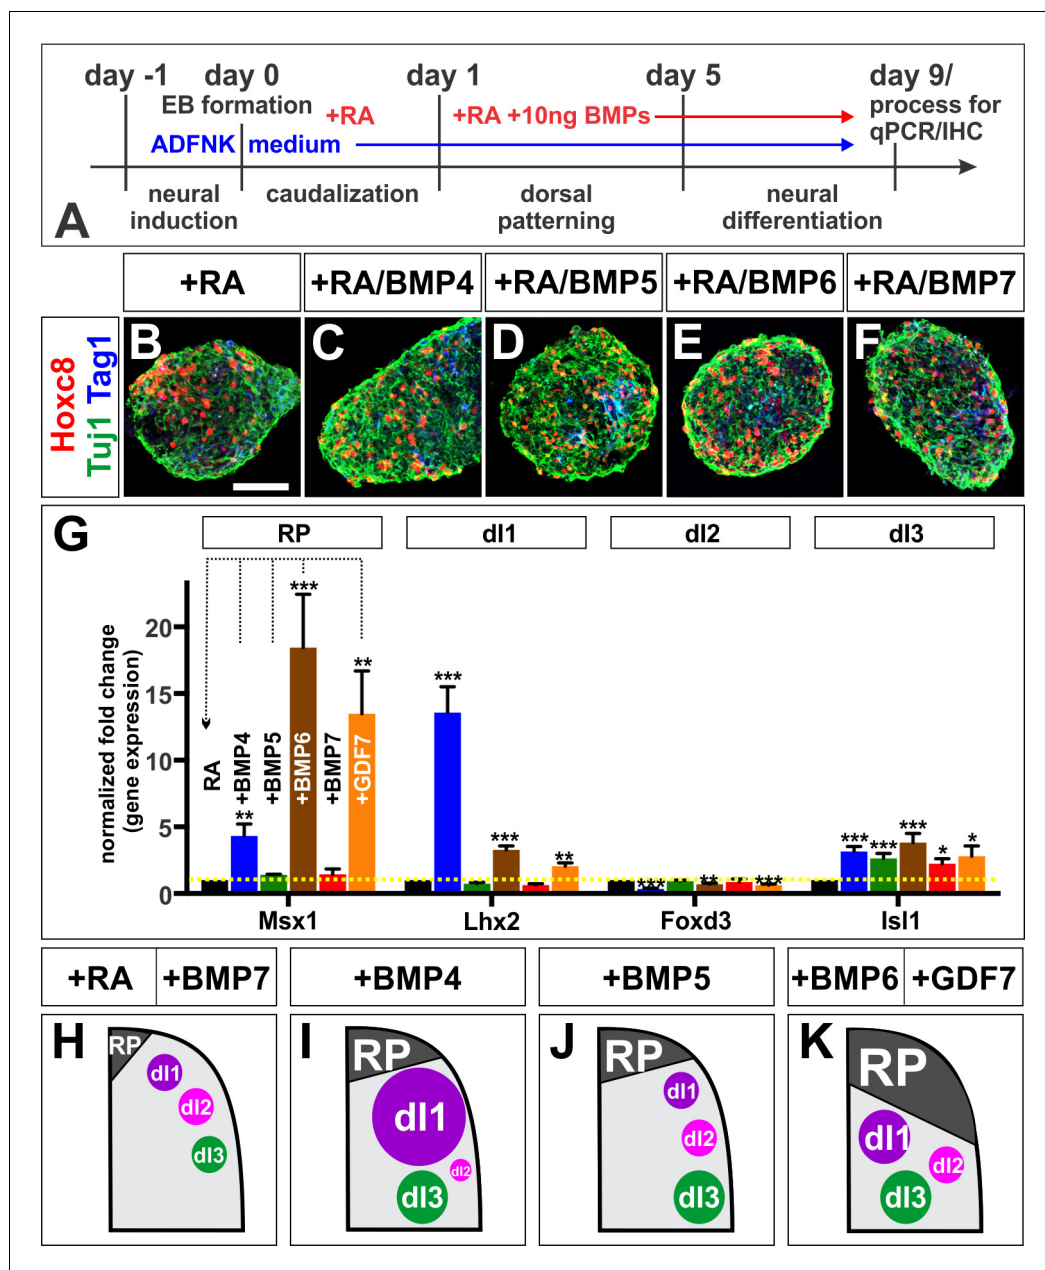 day -1
day 0
day 1
day 5
day 9/
EB formation
process for
+RA
+RA +10ng BMPs
qPCR/IHC
ADFNK
medium
neural
induction
caudalization
dorsal
patterning
neural
differentiation
A
+RA
+RA/BMP4
+RA/BMP5
+RA/BMP6
+RA/BMP7
Hoxc8
Tuj1 Tag1
B
C
D
E
F
G
RP
dI1
dI2
dI3
normalized fold change
(gene expression)
20
15
10
5
0
RA
+BMP4
+BMP5
+BMP6
+BMP7
+GDF7
**
***
**
***
***
**
***
**
***
***
***
***
*
*
Msx1
Lhx2
Foxd3
Isl1
+RA
+BMP7
+BMP4
+BMP5
+BMP6
+GDF7
H
RP
dI1
dI2
dI3
I
RP
dI1
dI2
dI3
J
RP
dI1
dI2
dI3
K
RP
dI1
dI2
dI3